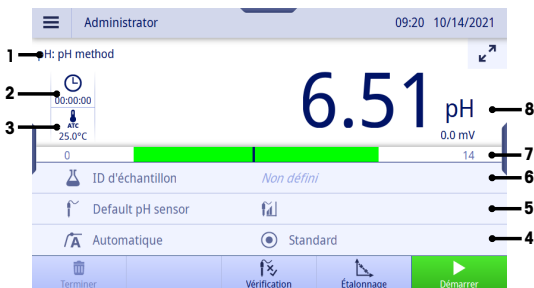 Administrator 09:20 10/14/2021
1 pH: pH method
2 00:00:00
6.51 pH 8
3 ATC
25.0°C 0.0 mV
0 14 7
ID d'échantillon Non défini 6
Default pH sensor 5
Automatique Standard 4
Terminer Vérification Étalonnage Démarrer